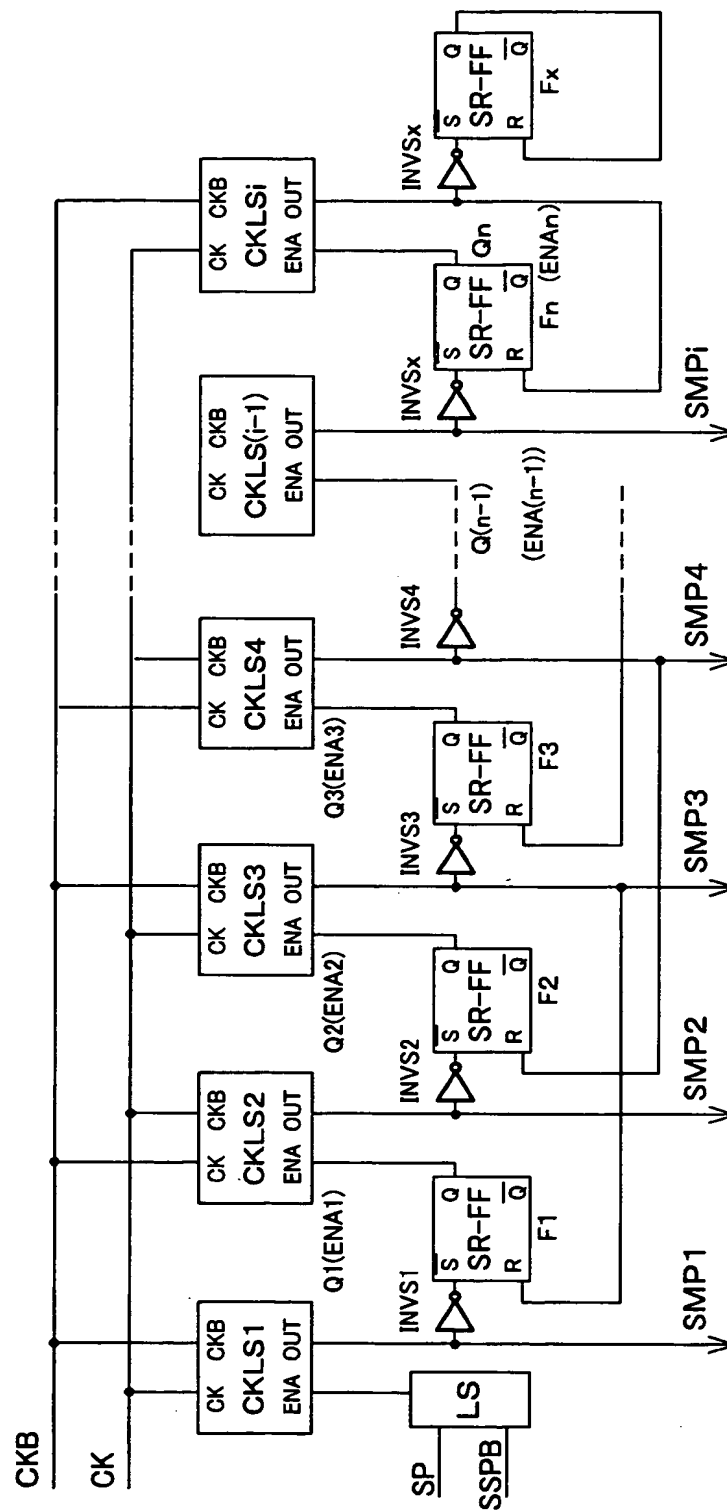 CKB
CK
CK CKB
CKLS1
ENA OUT
CK CKB
CKLS2
ENA OUT
CK CKB
CKLS3
ENA OUT
CK CKB
CKLS4
ENA OUT
CK CKB
CKLS(i-1)
ENA OUT
CK CKB
CKLSi
ENA OUT
SP
SSPB
LS
INVS1
S Q
SR-FF
R Q
F1
Q1(ENA1)
INVS2
S Q
SR-FF
R Q
F2
Q2(ENA2)
INVS3
S Q
SR-FF
R Q
F3
Q3(ENA3)
INVS4
Q(n-1)
(ENA(n-1))
INVSx
S Q
SR-FF
R Q
Fn
Qn
(ENAn)
INVSx
S Q
SR-FF
R Q
Fx
SMP1
SMP2
SMP3
SMP4
SMPi